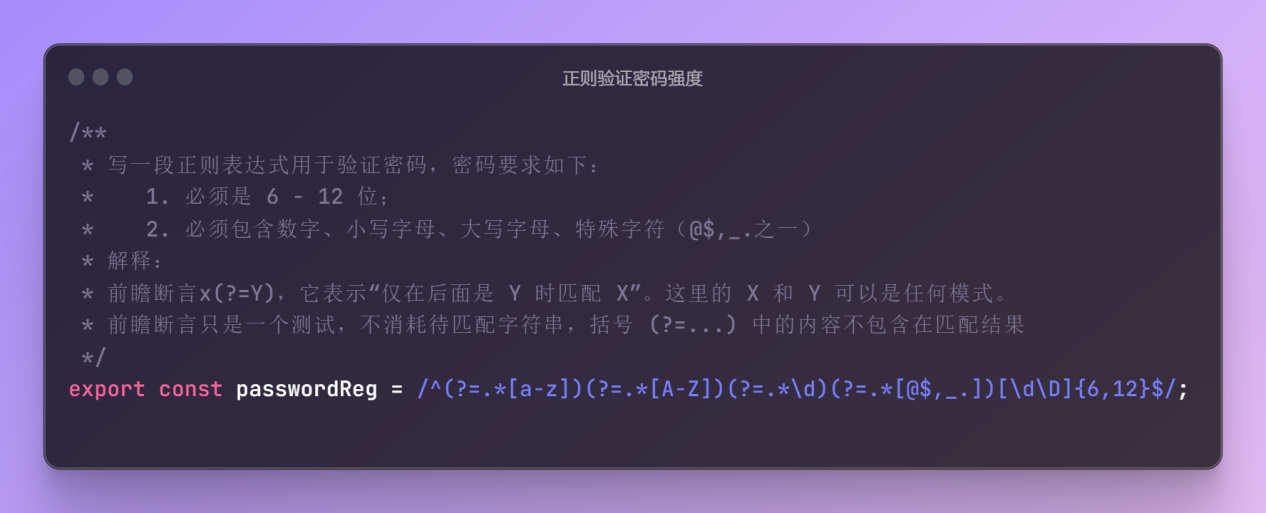 正则验证密码强度
/**
 * 写一段正则表达式用于验证密码，密码要求如下：
 *    1. 必须是 6 - 12 位；
 *    2. 必须包含数字、小写字母、大写字母、特殊字符（@$,_.之一）
 * 解释：
 * 前瞻断言x(?=Y)，它表示“仅在后面是 Y 时匹配 X”。这里的 X 和 Y 可以是任何模式。
 * 前瞻断言只是一个测试，不消耗待匹配字符串，括号 (?=...) 中的内容不包含在匹配结果
 */
export const passwordReg = /^(?=.*[a-z])(?=.*[A-Z])(?=.*\d)(?=.*[@$,_.])[\d\D]{6,12}$/;